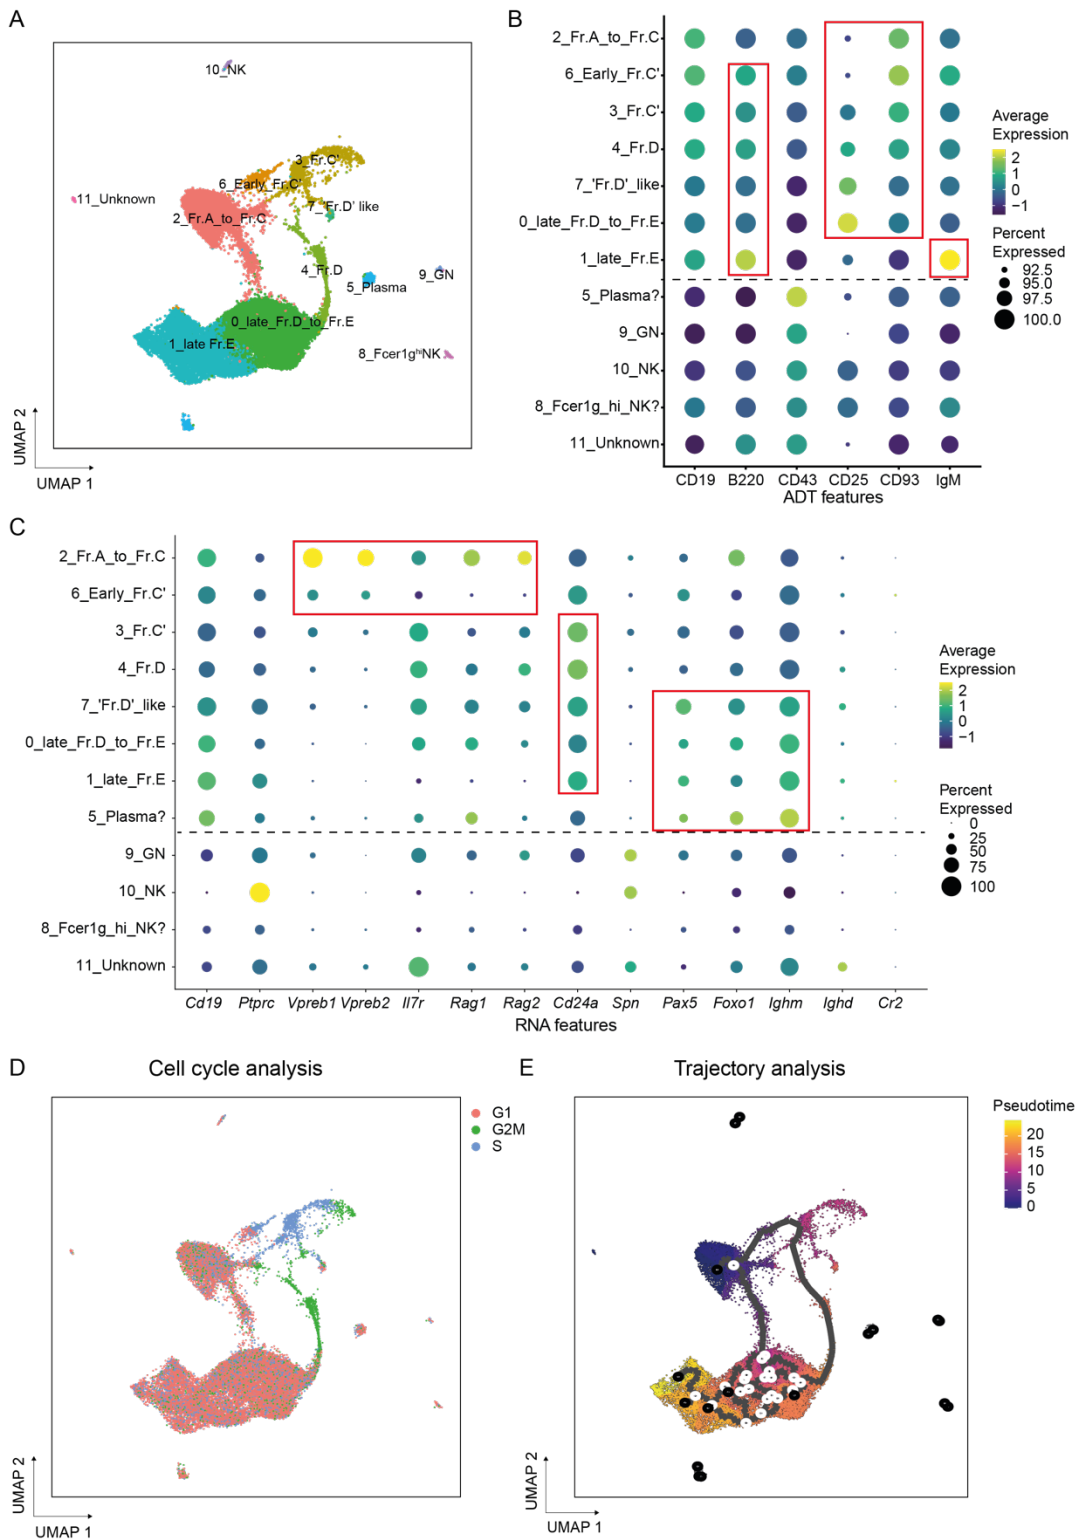 A
10_NK
3_Fr.C'
6_Early_Fr.C'
11_Unknown
7_'Fr.D' like
2_Fr.A_to_Fr.C
4_Fr.D
9_GN
5_Plasma
0_late_Fr.D_to_Fr.E
1_late Fr.E
8_Fcer1g^hi NK
UMAP 2
UMAP 1
B
2_Fr.A_to_Fr.C
6_Early_Fr.C'
3_Fr.C'
4_Fr.D
7_'Fr.D'_like
0_late_Fr.D_to_Fr.E
1_late_Fr.E
5_Plasma?
9_GN
10_NK
8_Fcer1g_hi_NK?
11_Unknown
CD19 B220 CD43 CD25 CD93 IgM
ADT features
Average
Expression
2
1
0
−1
Percent
Expressed
92.5
95.0
97.5
100.0
C
2_Fr.A_to_Fr.C
6_Early_Fr.C'
3_Fr.C'
4_Fr.D
7_'Fr.D'_like
0_late_Fr.D_to_Fr.E
1_late_Fr.E
5_Plasma?
9_GN
10_NK
8_Fcer1g_hi_NK?
11_Unknown
Cd19 Ptprc Vpreb1 Vpreb2 Il7r Rag1 Rag2 Cd24a Spn Pax5 Foxo1 Ighm Ighd Cr2
RNA features
Average
Expression
2
1
0
−1
Percent
Expressed
0
25
50
75
100
D
Cell cycle analysis
G1
G2M
S
UMAP 2
UMAP 1
E
Trajectory analysis
Pseudotime
20
15
10
5
0
UMAP 2
UMAP 1